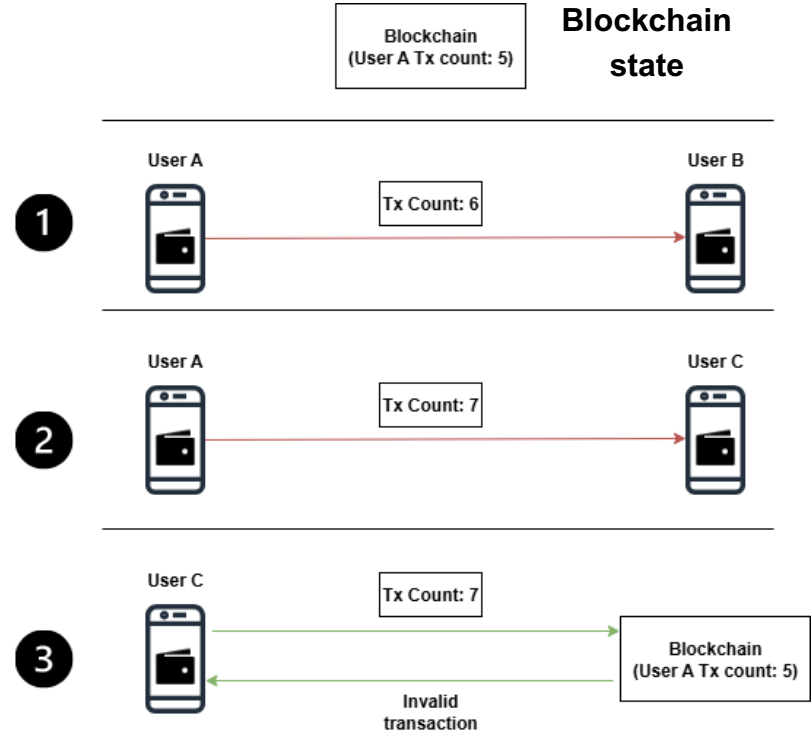 Blockchain
(User A Tx count: 5)
Blockchain
state
User A
User B
1
Tx Count: 6
User A
User C
2
Tx Count: 7
User C
3
Tx Count: 7
Blockchain
(User A Tx count: 5)
Invalid
transaction